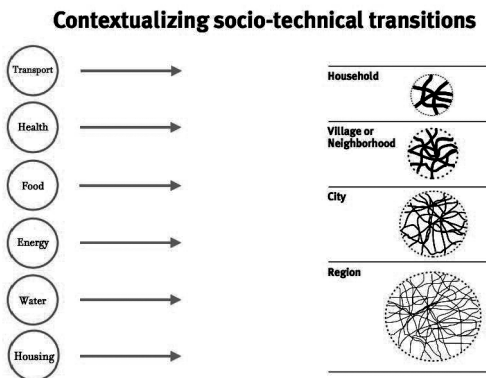 Contextualizing socio-technical transitions
Transport
Health
Food
Energy
Water
Housing
Household
Village or
Neighborhood
City
Region